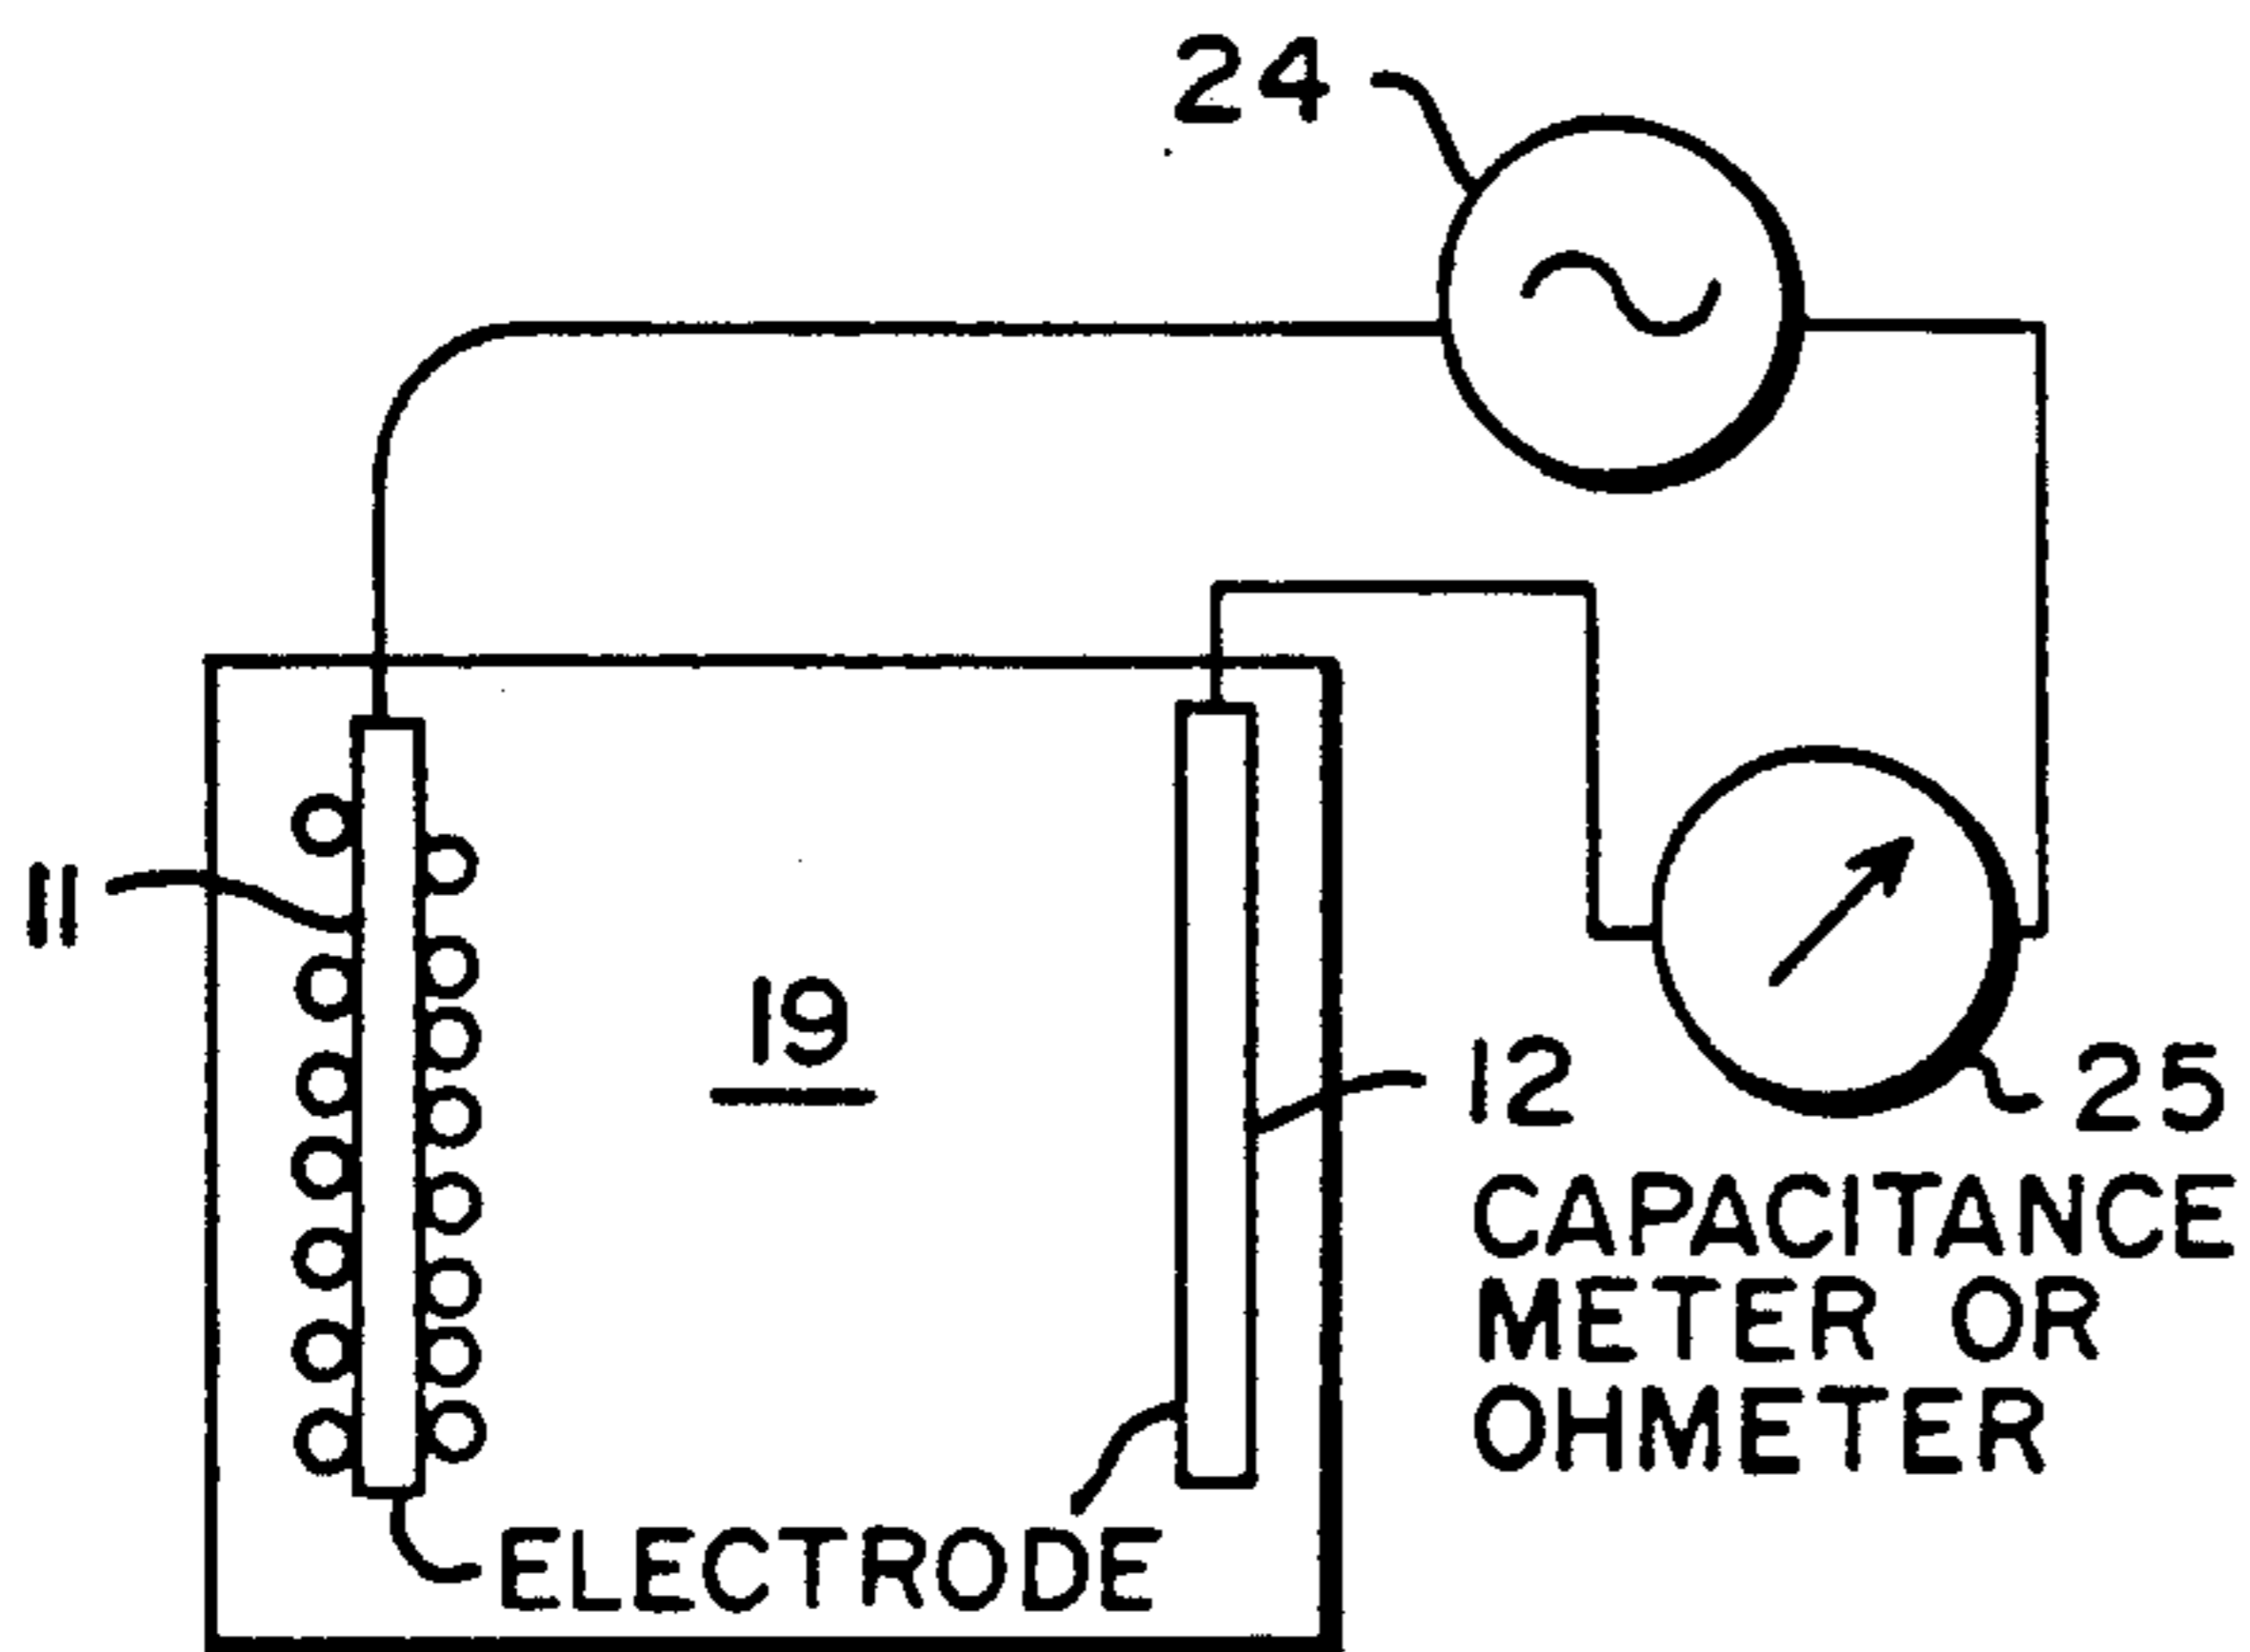 24
11
19
12
25
CAPACITANCE
METER OR
OHMETER
ELECTRODE